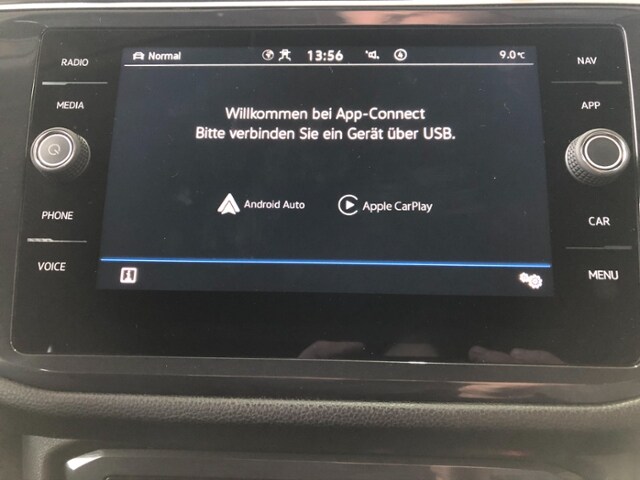 RADIO
MEDIA
PHONE
VOICE
Normal 13:56 9.0°C
Willkommen bei App-Connect
Bitte verbinden Sie ein Gerät über USB.
Android Auto Apple CarPlay
NAV
APP
CAR
MENU